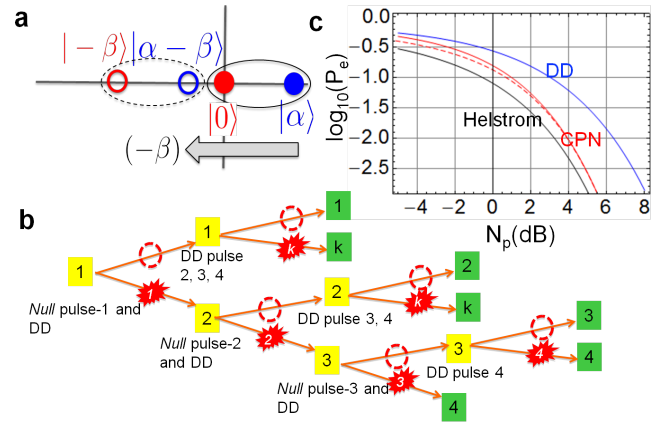 a
|−β⟩|α−β⟩
|0⟩
|α⟩
(−β)
c
0.0
−0.5
−1.0
−1.5
−2.0
−2.5
log₁₀(Pₑ)
DD
Helstrom
CPN
−4 −2 0 2 4 6 8
Nₚ(dB)
b
1
1
k
k
1
DD pulse
2, 3, 4
1
1
Null pulse-1 and
DD
2
Null pulse-2
and DD
2
2
DD pulse 3, 4
2
k
k
3
Null pulse-3 and
DD
3
3
DD pulse 4
4
3
4
4